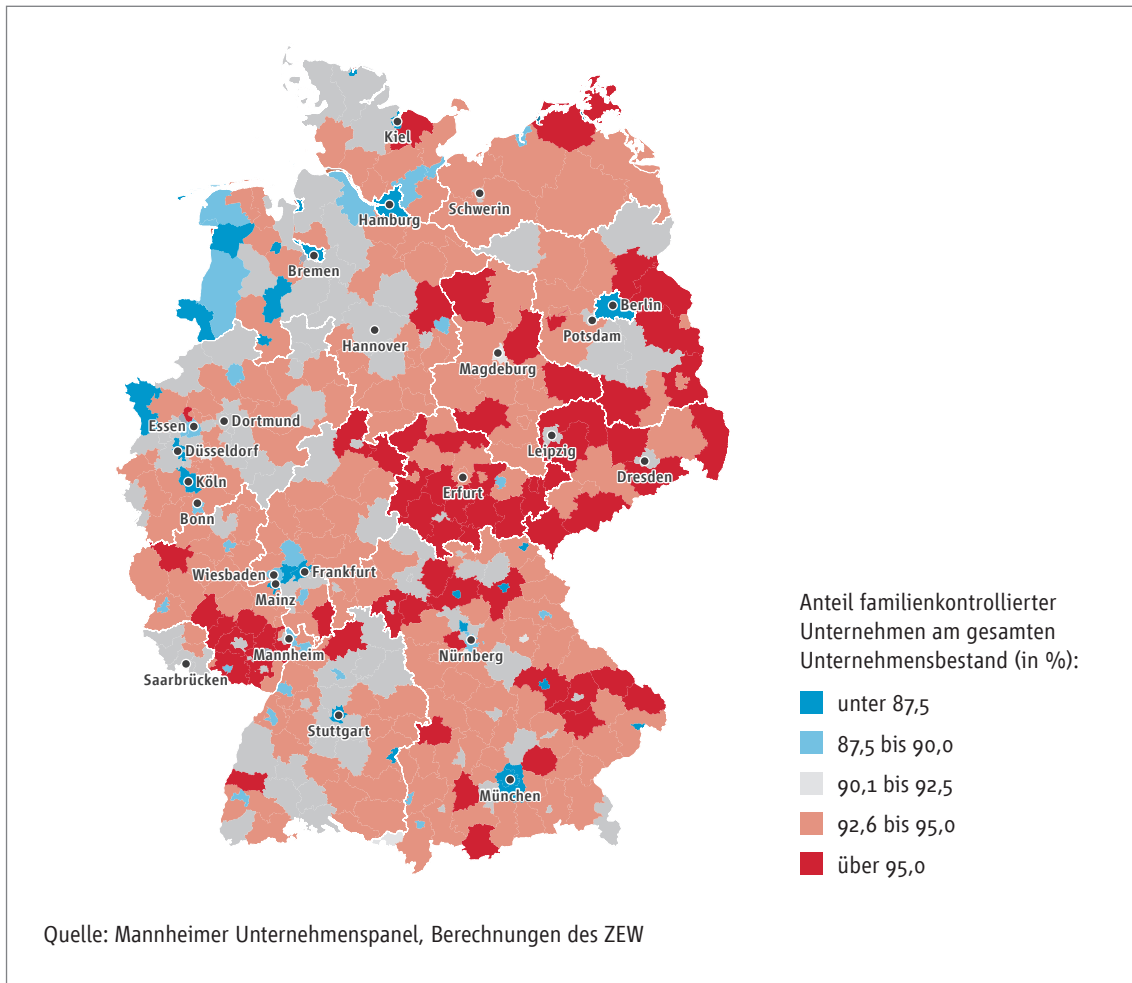 Kiel
Schwerin
Hamburg
Bremen
Berlin
Potsdam
Hannover
Magdeburg
Essen
Dortmund
Düsseldorf
Leipzig
Dresden
Köln
Erfurt
Bonn
Wiesbaden
Frankfurt
Mainz
Mannheim
Nürnberg
Saarbrücken
Stuttgart
München
Anteil familienkontrollierter
Unternehmen am gesamten
Unternehmensbestand (in %):
unter 87,5
87,5 bis 90,0
90,1 bis 92,5
92,6 bis 95,0
über 95,0
Quelle: Mannheimer Unternehmenspanel, Berechnungen des ZEW